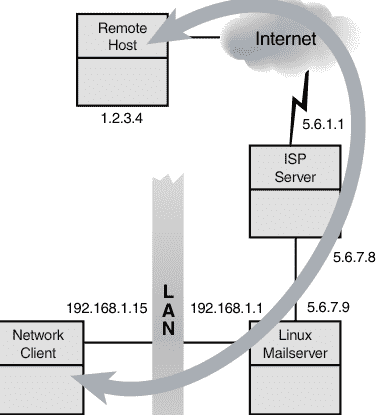 Remote
Host
Internet
1.2.3.4
5.6.1.1
ISP
Server
5.6.7.8
L
A
N
192.168.1.15
192.168.1.1
5.6.7.9
Network
Client
Linux
Mailserver